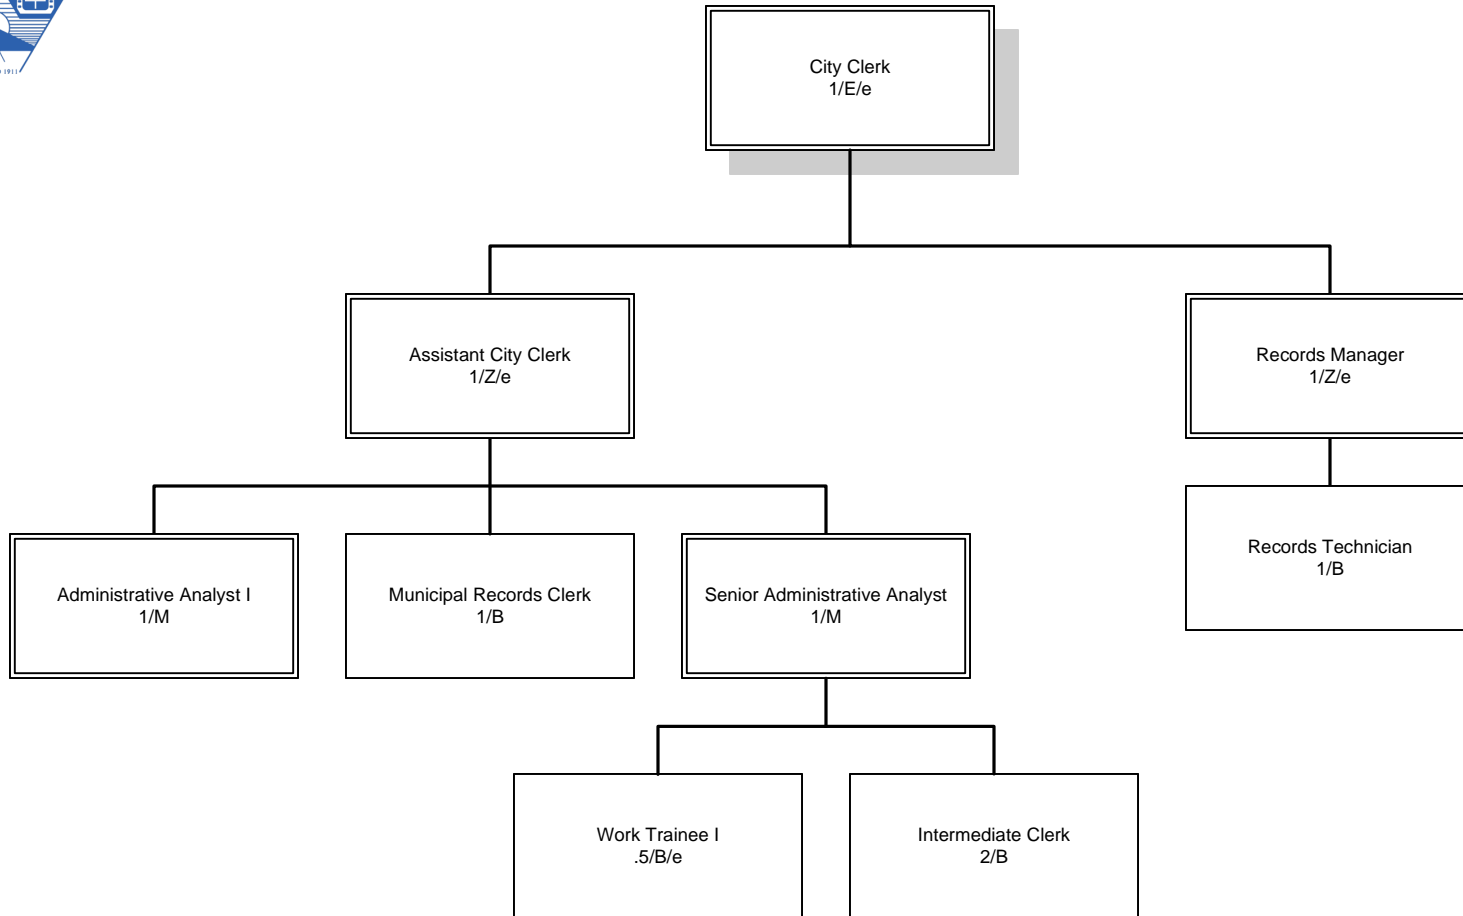 1911
City Clerk
1/E/e
Assistant City Clerk
1/Z/e
Records Manager
1/Z/e
Administrative Analyst I
1/M
Municipal Records Clerk
1/B
Senior Administrative Analyst
1/M
Records Technician
1/B
Work Trainee I
.5/B/e
Intermediate Clerk
2/B